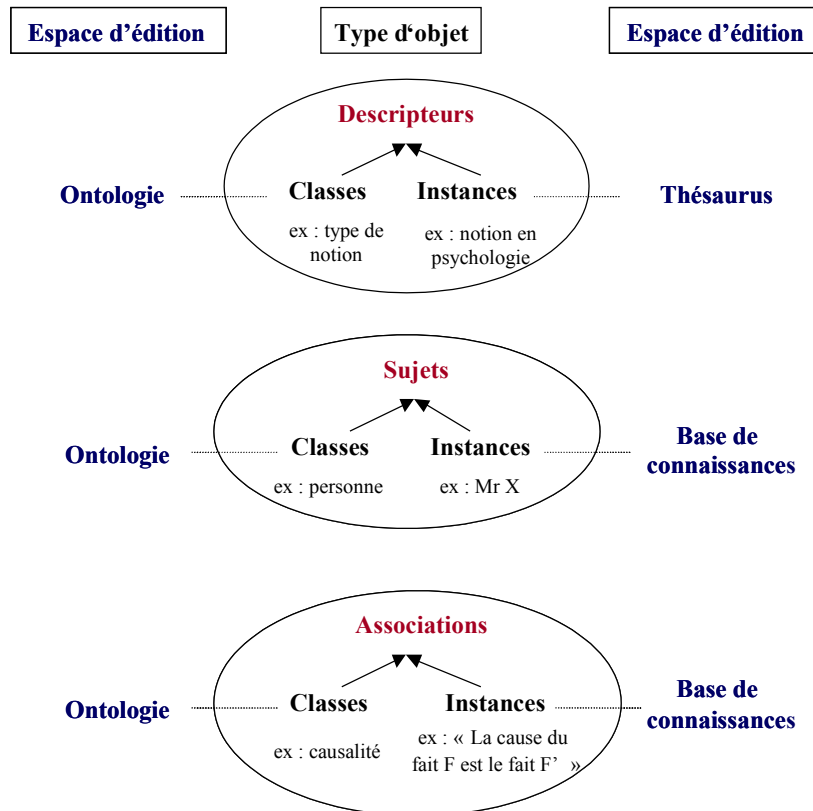 Espace d'édition
Type d‘objet
Espace d'édition
Descripteurs
Ontologie
Classes
Instances
Thésaurus
ex : type de
notion
ex : notion en
psychologie
Sujets
Ontologie
Classes
Instances
Base de
connaissances
ex : personne
ex : Mr X
Associations
Ontologie
Classes
Instances
Base de
connaissances
ex : causalité
ex : « La cause du
fait F est le fait F’ »